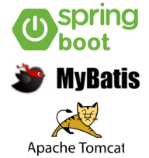 spring
boot
MyBatis
Apache Tomcat